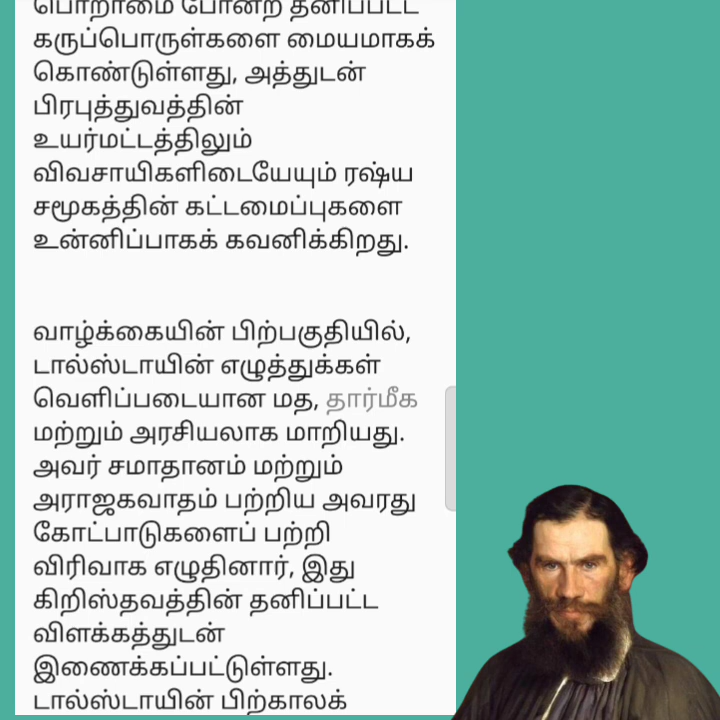 பொறாமை போன்ற தனிப்பட்ட
கருப்பொருள்களை மையமாகக்
கொண்டுள்ளது, அத்துடன்
பிரபுத்துவத்தின்
உயர்மட்டத்திலும்
விவசாயிகளிடையேயும் ரஷ்ய
சமூகத்தின் கட்டமைப்புகளை
உன்னிப்பாகக் கவனிக்கிறது.
வாழ்க்கையின் பிற்பகுதியில்,
டால்ஸ்டாயின் எழுத்துக்கள்
வெளிப்படையான மத, தார்மீக
மற்றும் அரசியலாக மாறியது.
அவர் சமாதானம் மற்றும்
அராஜகவாதம் பற்றிய அவரது
கோட்பாடுகளைப் பற்றி
விரிவாக எழுதினார், இது
கிறிஸ்தவத்தின் தனிப்பட்ட
விளக்கத்துடன்
இணைக்கப்பட்டுள்ளது.
டால்ஸ்டாயின் பிற்காலக்